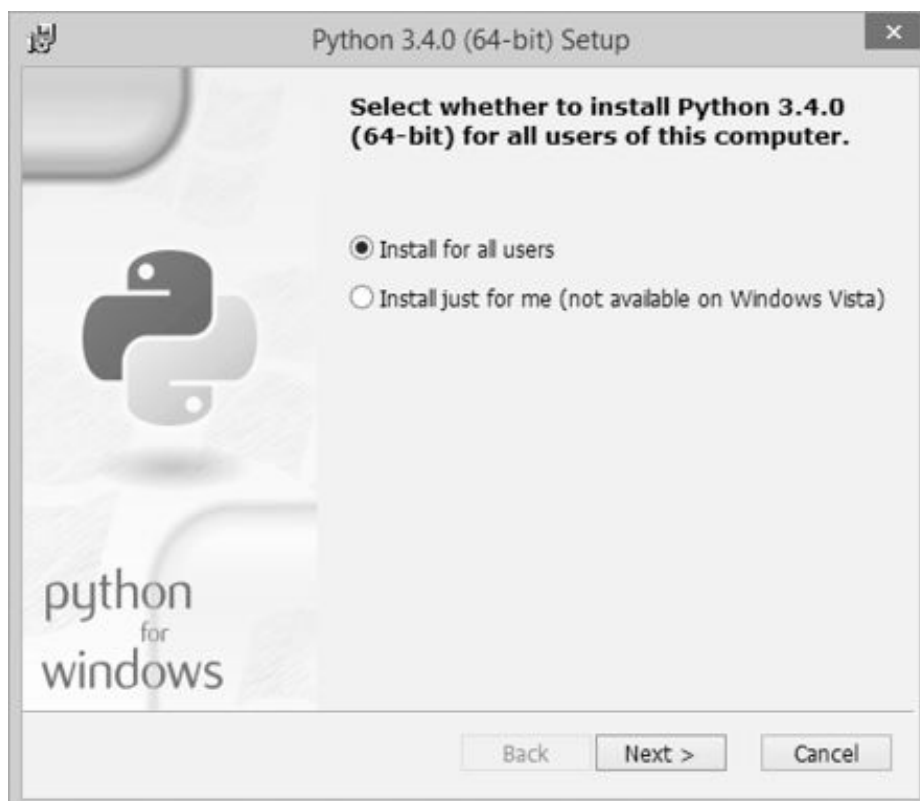 Python 3.4.0 (64-bit) Setup
Select whether to install Python 3.4.0
(64-bit) for all users of this computer.
Install for all users
Install just for me (not available on Windows Vista)
python
for
windows
Back
Next >
Cancel